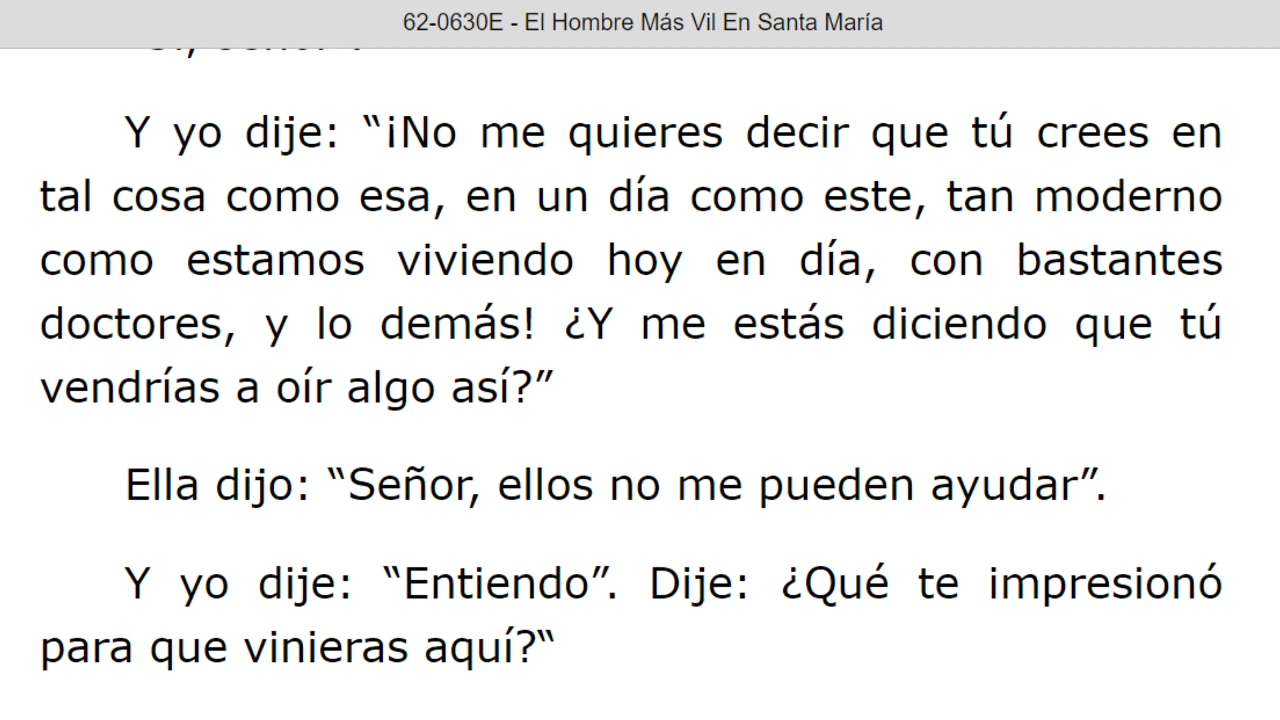 62-0630E - El Hombre Más Vil En Santa María
Y yo dije: “¡No me quieres decir que tú crees en
tal cosa como esa, en un día como este, tan moderno
como estamos viviendo hoy en día, con bastantes
doctores, y lo demás! ¿Y me estás diciendo que tú
vendrías a oír algo así?”
Ella dijo: “Señor, ellos no me pueden ayudar”.
Y yo dije: “Entiendo”. Dije: ¿Qué te impresionó
para que vinieras aquí?“